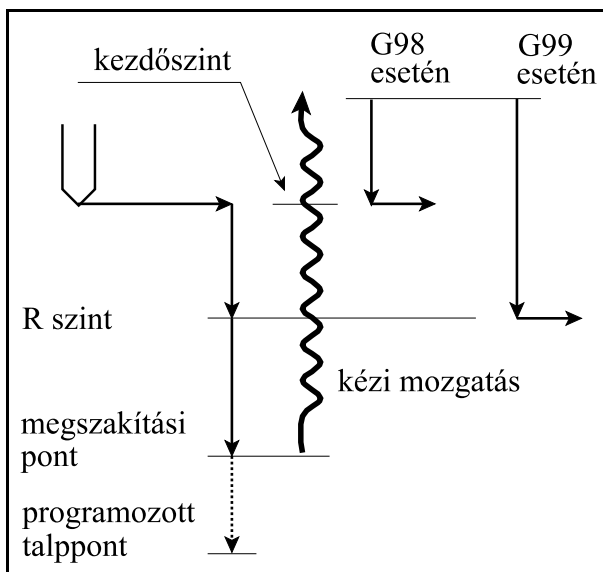 kezdőszint
G98
esetén
G99
esetén
R szint
kézi mozgatás
megszakítási
pont
programozott
talppont